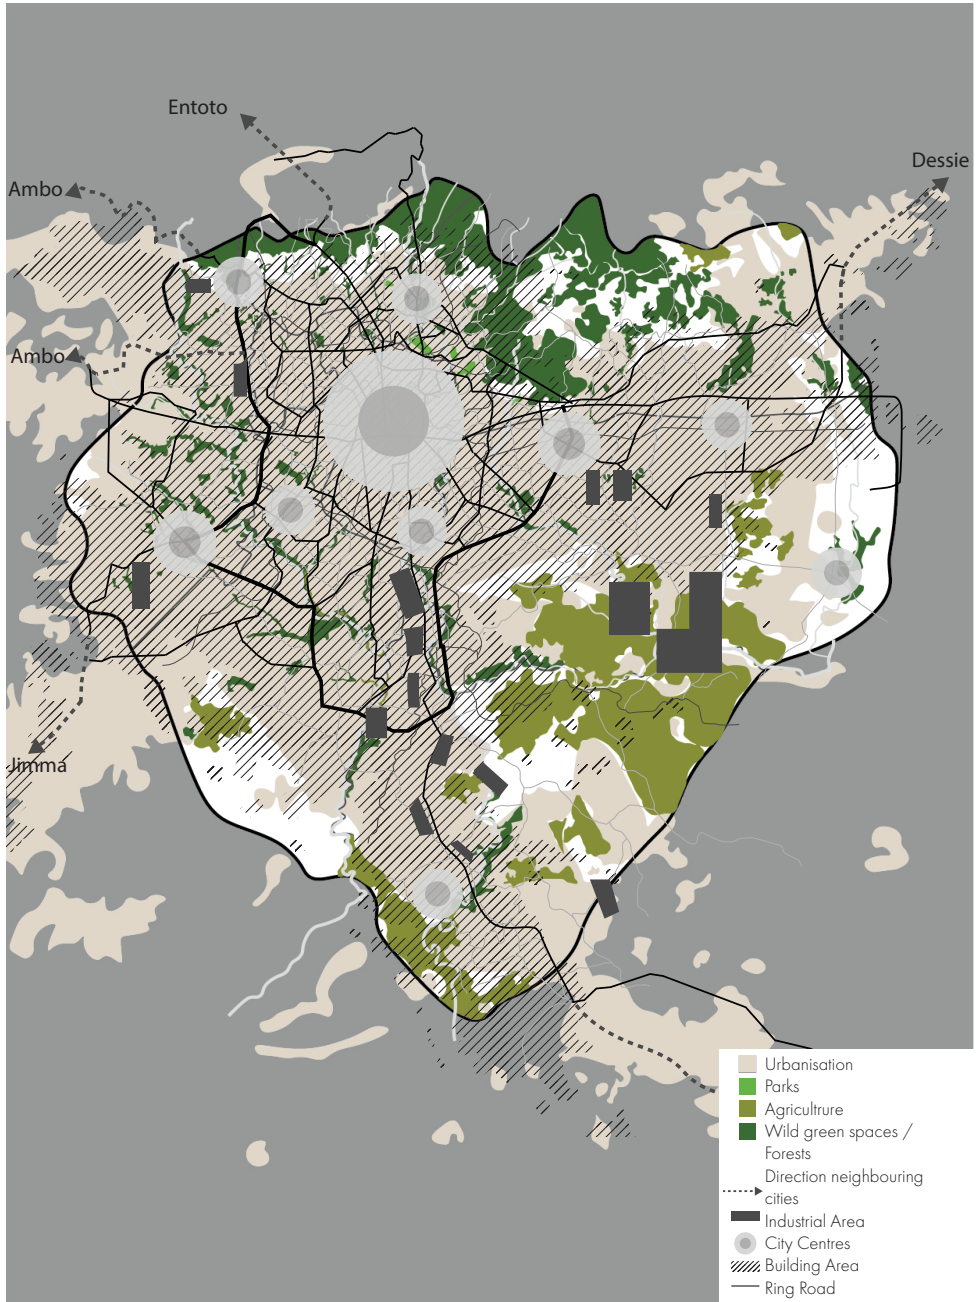 Entoto
Dessie
Ambo
Ambo
Jimma
Urbanisation
Parks
Agricultrure
Wild green spaces /
Forests
Direction neighbouring
cities
Industrial Area
City Centres
Building Area
Ring Road